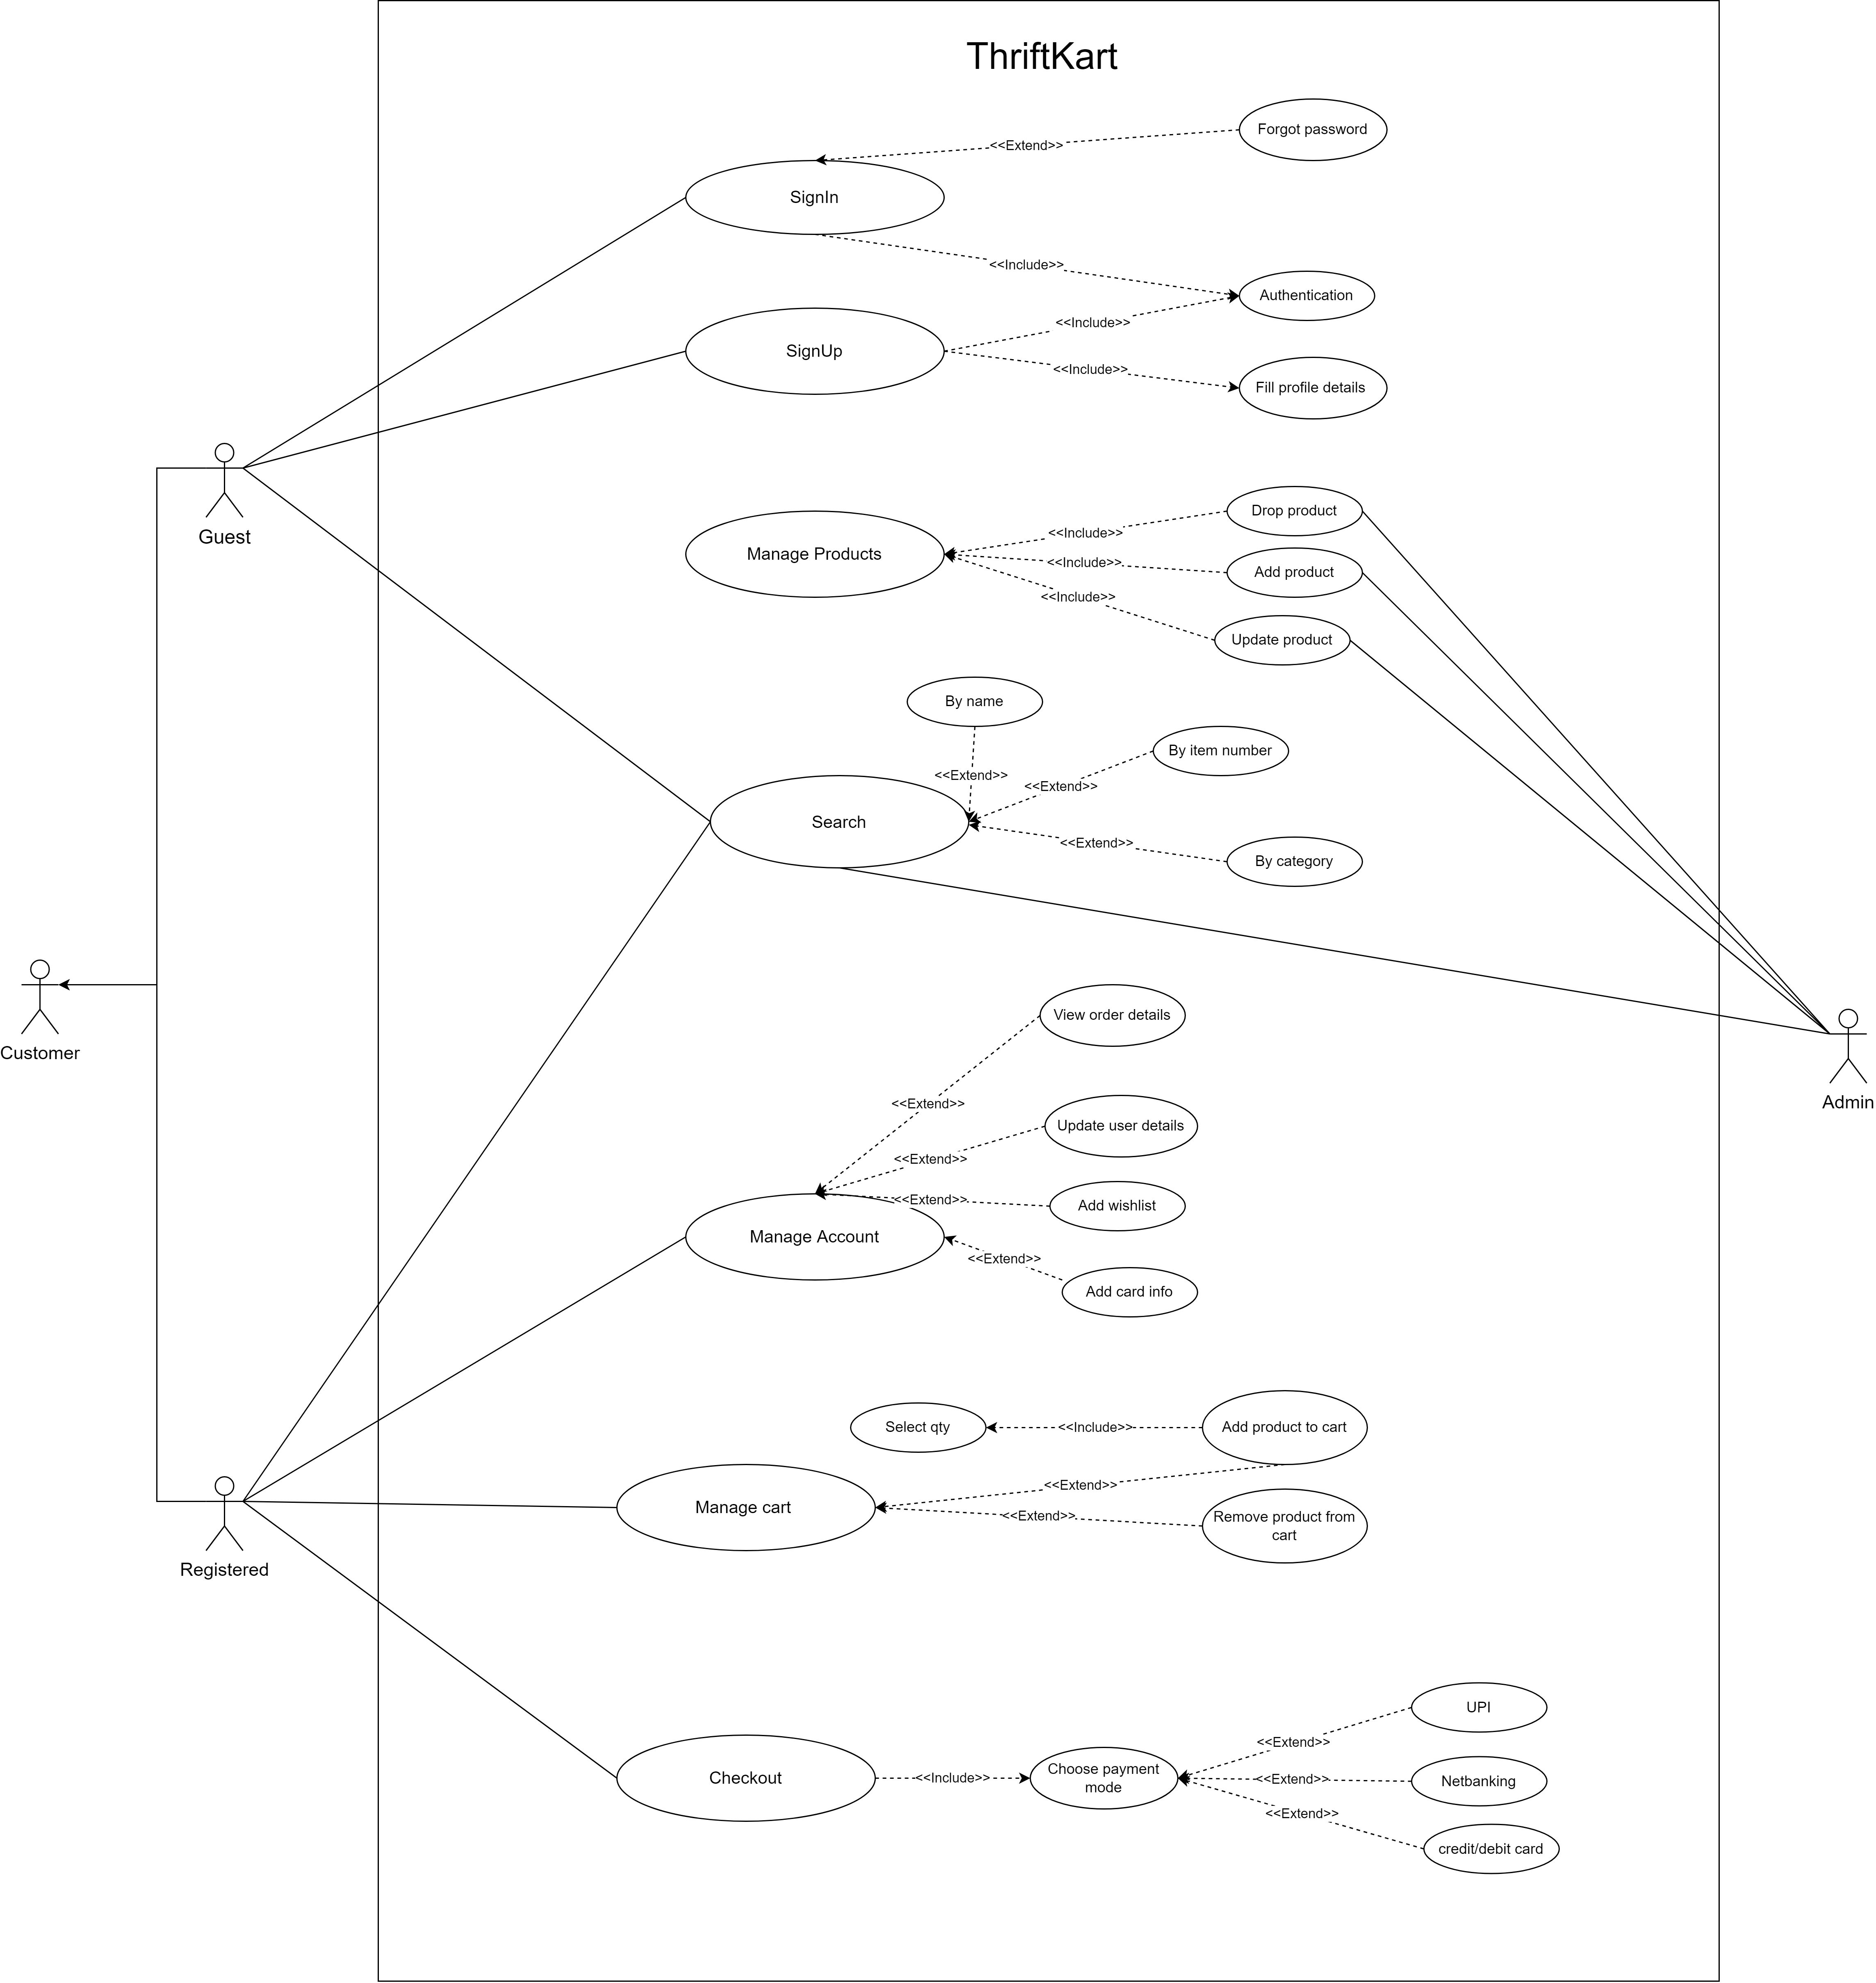 ThriftKart
Forgot password
<<Extend>>
SignIn
<<Include>>
Authentication
<<Include>>
SignUp
<<Include>>
Fill profile details
Guest
Drop product
<<Include>>
Manage Products
<<Include>>
Add product
<<Include>>
Update product
By name
By item number
<<Extend>>
<<Extend>>
Search
<<Extend>>
By category
Customer
View order details
Admin
<<Extend>>
Update user details
<<Extend>>
<<Extend>>
Add wishlist
Manage Account
<<Extend>>
Add card info
Select qty
<<Include>>
Add product to cart
<<Extend>>
Manage cart
<<Extend>>
Remove product from
cart
Registered
UPI
<<Extend>>
Checkout
<<Include>>
Choose payment
mode
<<Extend>>
Netbanking
<<Extend>>
credit/debit card